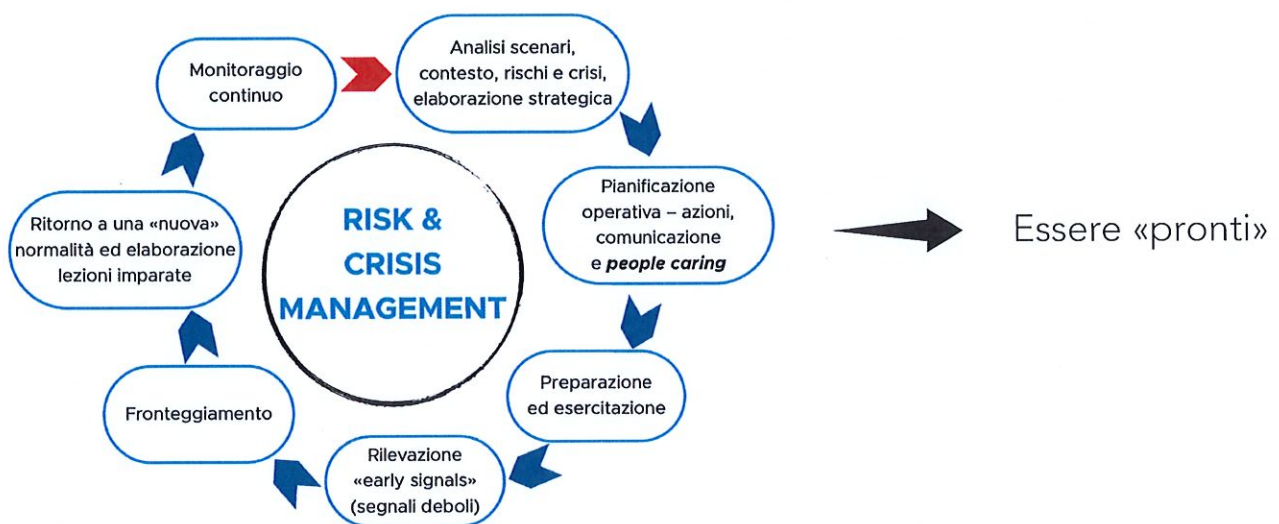 Monitoraggio
continuo
Analisi scenari,
contesto, rischi e crisi,
elaborazione strategica
Pianificazione
operativa – azioni,
comunicazione
e people caring
Essere «pronti»
Preparazione
ed esercitazione
Rilevazione
«early signals»
(segnali deboli)
Fronteggiamento
Ritorno a una «nuova»
normalità ed elaborazione
lezioni imparate
RISK &
CRISIS
MANAGEMENT